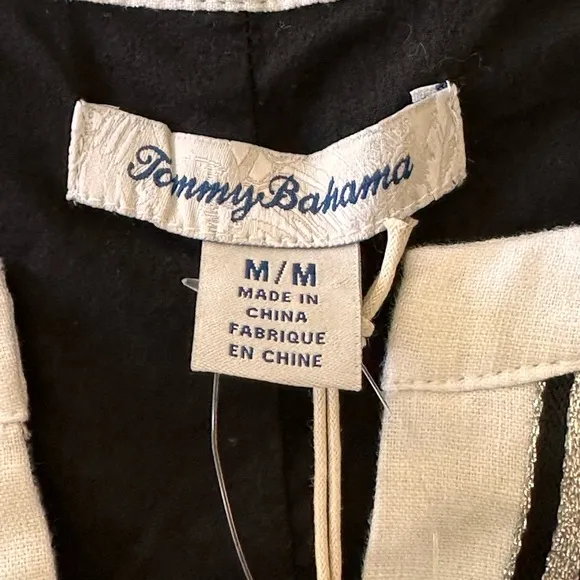 Tommy Bahama
M/M
MADE IN
CHINA
FABRIQUE
EN CHINE